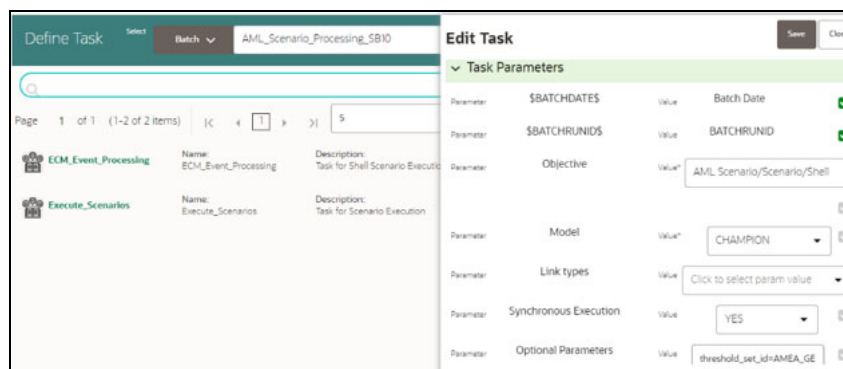 Define Task
Select
Batch
AML_Scenario_Processing_SB10
Page 1 of 1 (1-2 of 2 items)
1
5
ECM_Event_Processing
Name:
ECM_Event_Processing
Description:
Task for Shell Scenario Executio
Execute_Scenarios
Name:
Execute_Scenarios
Description:
Task for Scenario Execution
Edit Task
Save
Clo
Task Parameters
Parameter $BATCHDATE$ Value Batch Date
Parameter $BATCHRUNID$ Value BATCHRUNID
Parameter Objective Value* AML Scenario/Scenario/Shell
Parameter Model Value* CHAMPION
Parameter Link types Value Click to select param value
Parameter Synchronous Execution Value YES
Parameter Optional Parameters Value threshold_set_id=AMEA_GE